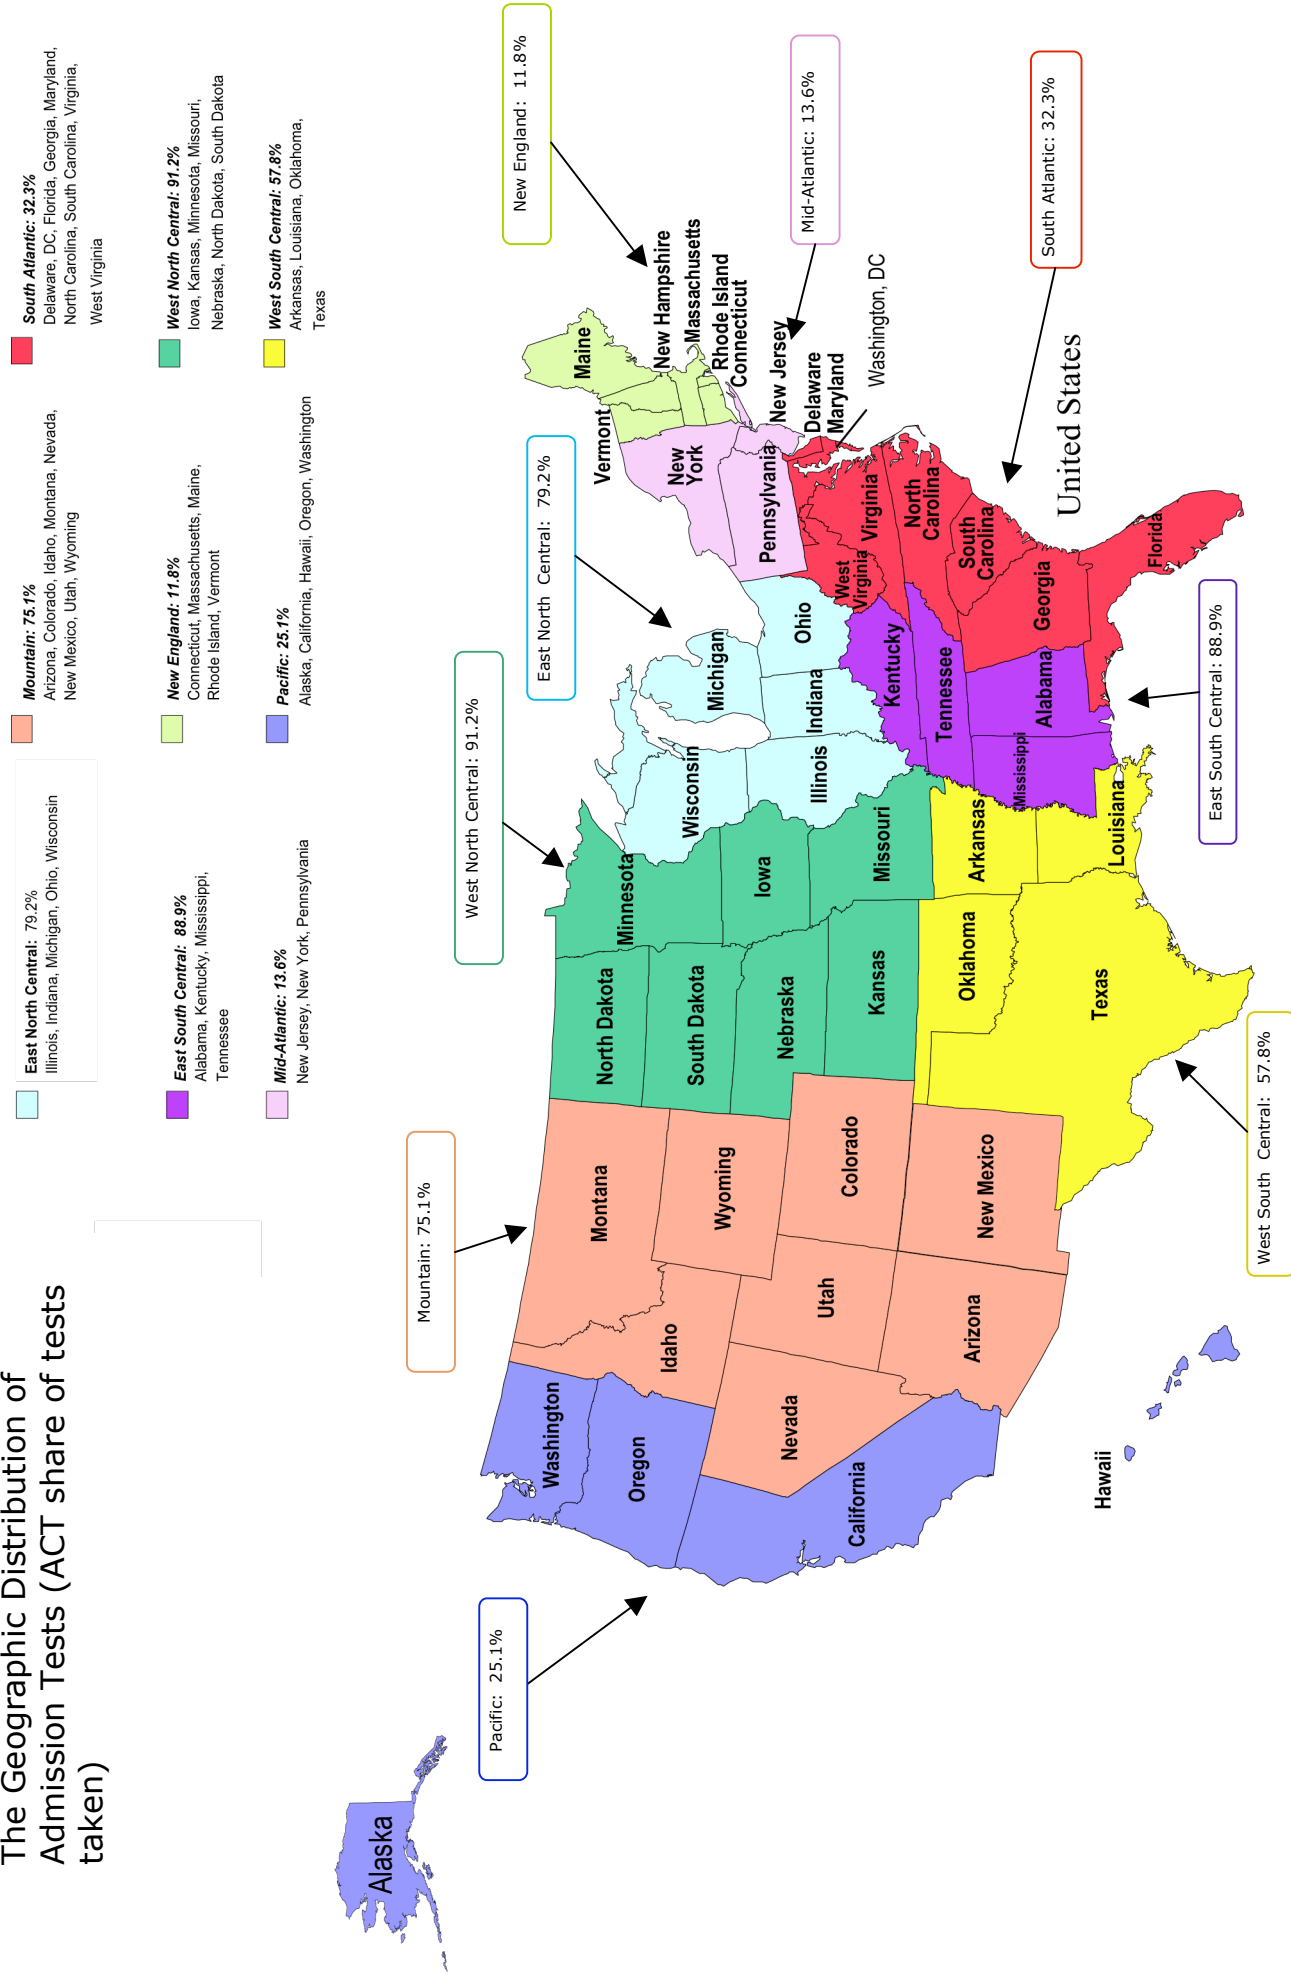 The Geographic Distribution of
Admission Tests (ACT share of tests
taken)
East North Central: 79.2%
Illinois, Indiana, Michigan, Ohio, Wisconsin
Mountain: 75.1%
Arizona, Colorado, Idaho, Montana, Nevada,
New Mexico, Utah, Wyoming
South Atlantic: 32.3%
Delaware, DC, Florida, Georgia, Maryland,
North Carolina, South Carolina, Virginia,
West Virginia
East South Central: 88.9%
Alabama, Kentucky, Mississippi,
Tennessee
New England: 11.8%
Connecticut, Massachusetts, Maine,
Rhode Island, Vermont
West North Central: 91.2%
Iowa, Kansas, Minnesota, Missouri,
Nebraska, North Dakota, South Dakota
Mid-Atlantic: 13.6%
New Jersey, New York, Pennsylvania
Pacific: 25.1%
Alaska, California, Hawaii, Oregon, Washington
West South Central: 57.8%
Arkansas, Louisiana, Oklahoma,
Texas
Alaska
Pacific: 25.1%
Mountain: 75.1%
West North Central: 91.2%
East North Central: 79.2%
New England: 11.8%
Mid-Atlantic: 13.6%
South Atlantic: 32.3%
East South Central: 88.9%
West South Central: 57.8%
Washington
Oregon
California
Nevada
Idaho
Montana
Wyoming
Utah
Colorado
Arizona
New Mexico
North Dakota
South Dakota
Nebraska
Kansas
Minnesota
Iowa
Missouri
Oklahoma
Texas
Arkansas
Louisiana
Wisconsin
Illinois
Michigan
Indiana
Ohio
Kentucky
Tennessee
Mississippi
Alabama
Georgia
Florida
South
Carolina
North
Carolina
Virginia
West
Virginia
Pennsylvania
New
York
Vermont
Maine
New Hampshire
Massachusetts
Rhode Island
Connecticut
New Jersey
Delaware
Maryland
Washington, DC
United States
Hawaii